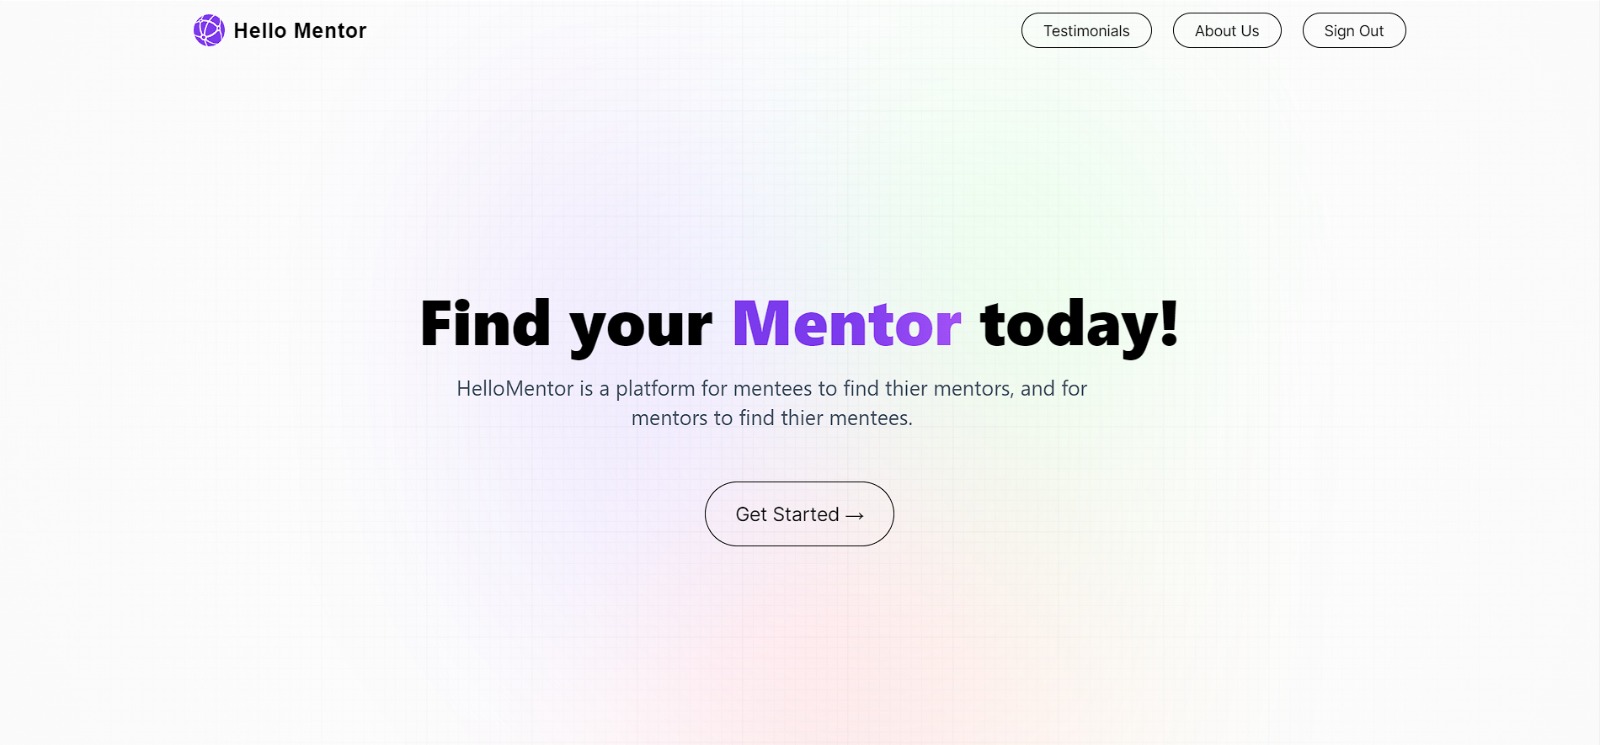 Hello Mentor
Testimonials
About Us
Sign Out
Find your Mentor today!
HelloMentor is a platform for mentees to find thier mentors, and for
mentors to find thier mentees.
Get Started →